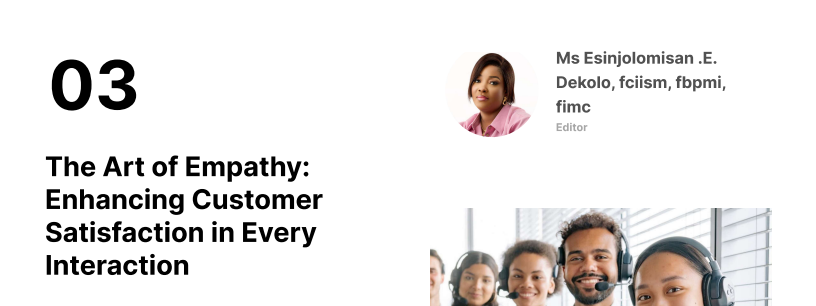 03
The Art of Empathy:
Enhancing Customer
Satisfaction in Every
Interaction
Ms Esinjolomisan .E.
Dekolo, fciism, fbpmi,
fimc
Editor